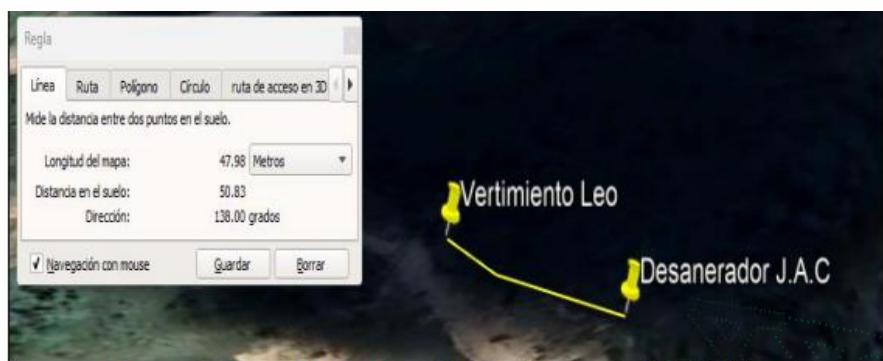 Regla
Línea Ruta Polígono Círculo ruta de acceso en 3D
Mide la distancia entre dos puntos en el suelo.
Longitud del mapa: 47.98 Metros
Distancia en el suelo: 50.83
Dirección: 138.00 grados
Navegación con mouse Guardar Borrar
Vertimiento Leo
Desanerador J.A.C